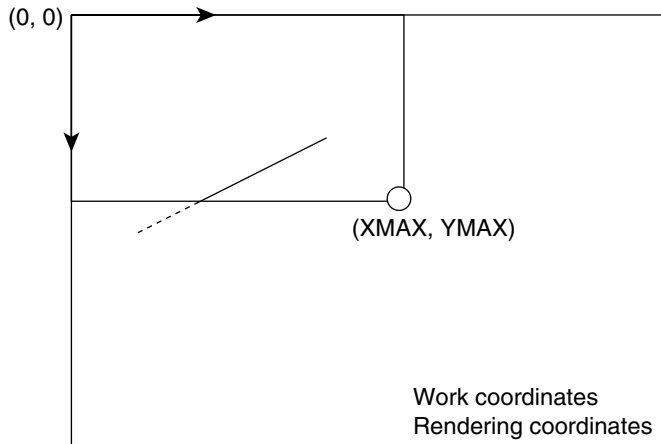 (0, 0)
(XMAX, YMAX)
Work coordinates
Rendering coordinates